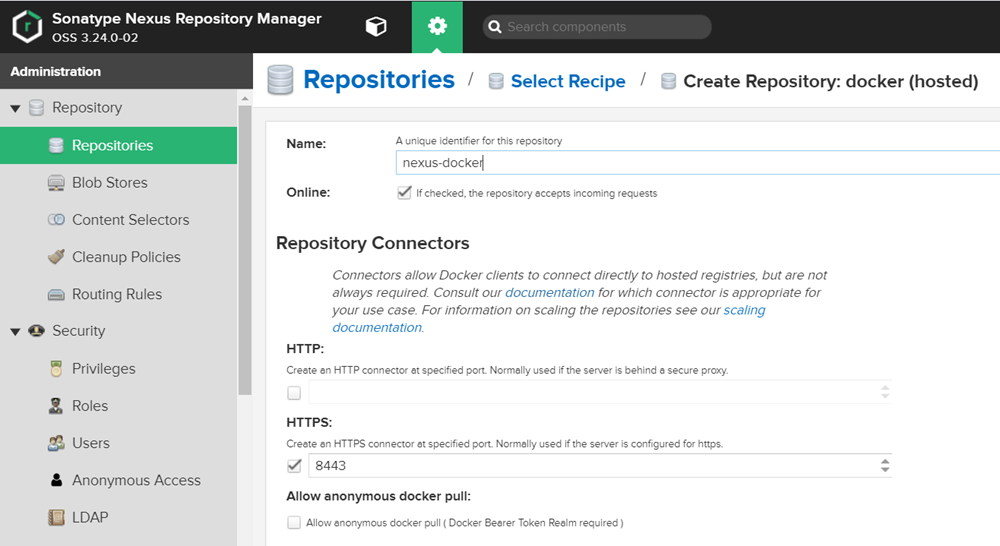 Sonatype Nexus Repository Manager
OSS 3.24.0-02
Search components
Administration
Repositories / Select Recipe / Create Repository: docker (hosted)
Repository
Repositories
Blob Stores
Content Selectors
Cleanup Policies
Routing Rules
Security
Privileges
Roles
Users
Anonymous Access
LDAP
Name:
A unique identifier for this repository
nexus-docker
Online:
If checked, the repository accepts incoming requests
Repository Connectors
Connectors allow Docker clients to connect directly to hosted registries, but are not
always required. Consult our documentation for which connector is appropriate for
your use case. For information on scaling the repositories see our scaling
documentation.
HTTP:
Create an HTTP connector at specified port. Normally used if the server is behind a secure proxy.
HTTPS:
Create an HTTPS connector at specified port. Normally used if the server is configured for https.
8443
Allow anonymous docker pull:
Allow anonymous docker pull ( Docker Bearer Token Realm required )